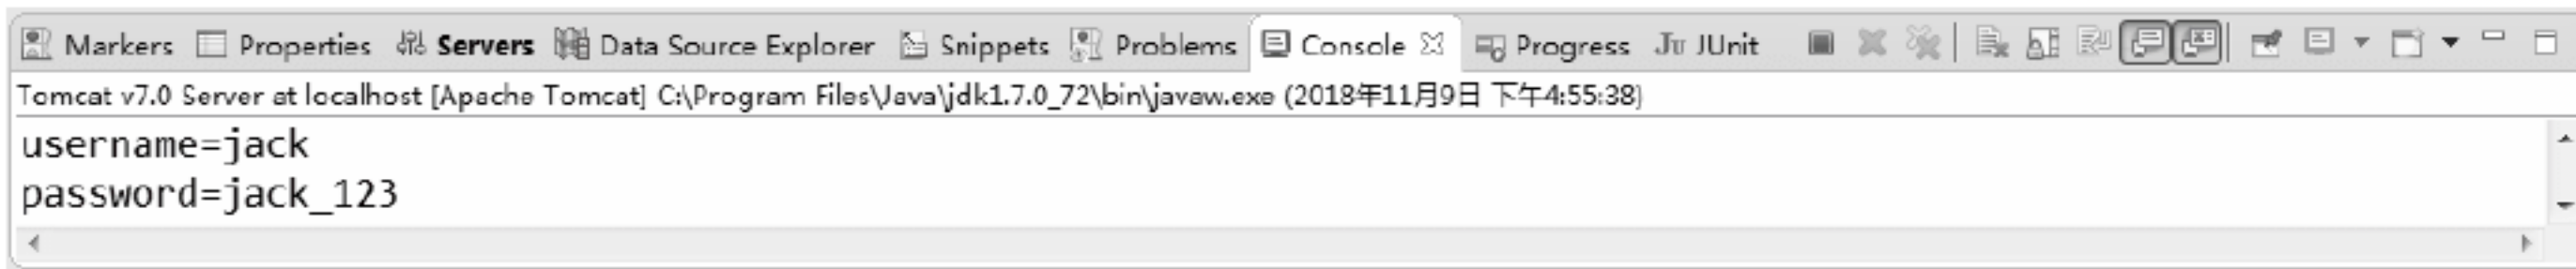 Markers Properties Servers Data Source Explorer Snippets Problems Console Progress Ju JUnit
Tomcat v7.0 Server at localhost [Apache Tomcat] C:\Program Files\Java\jdk1.7.0_72\bin\javaw.exe (2018年11月9日 下午4:55:38)
username=jack
password=jack_123